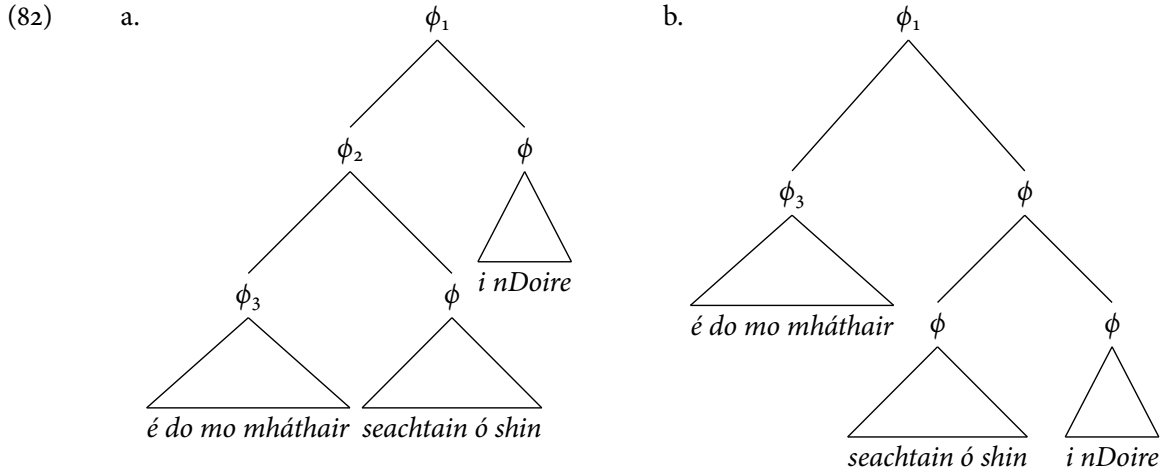 (82) a. ϕ₁ b. ϕ₁
ϕ₂ ϕ
ϕ₃ ϕ
i nDoire
ϕ₃ ϕ
é do mo mháthair
ϕ ϕ
é do mo mháthair seachtain ó shin
seachtain ó shin i nDoire